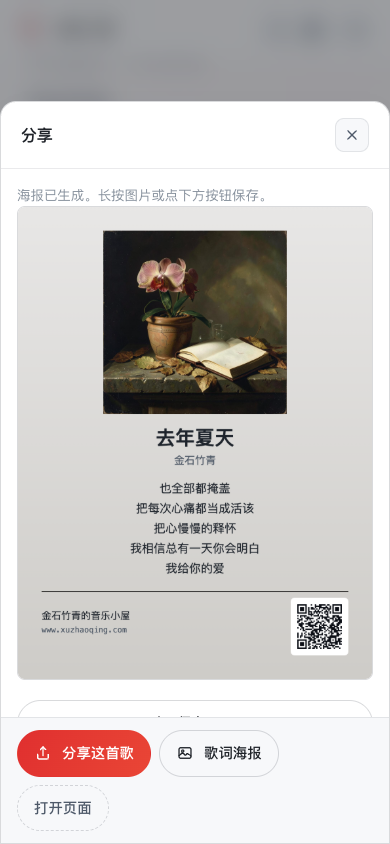 分享
海报已生成。长按图片或点下方按钮保存。
去年夏天
金石竹青
也全部都掩盖
把每次心痛都当成活该
把心慢慢的释怀
我相信总有一天你会明白
我给你的爱
金石竹青的音乐小屋
www.xuzhaoqing.com
分享这首歌
歌词海报
打开页面